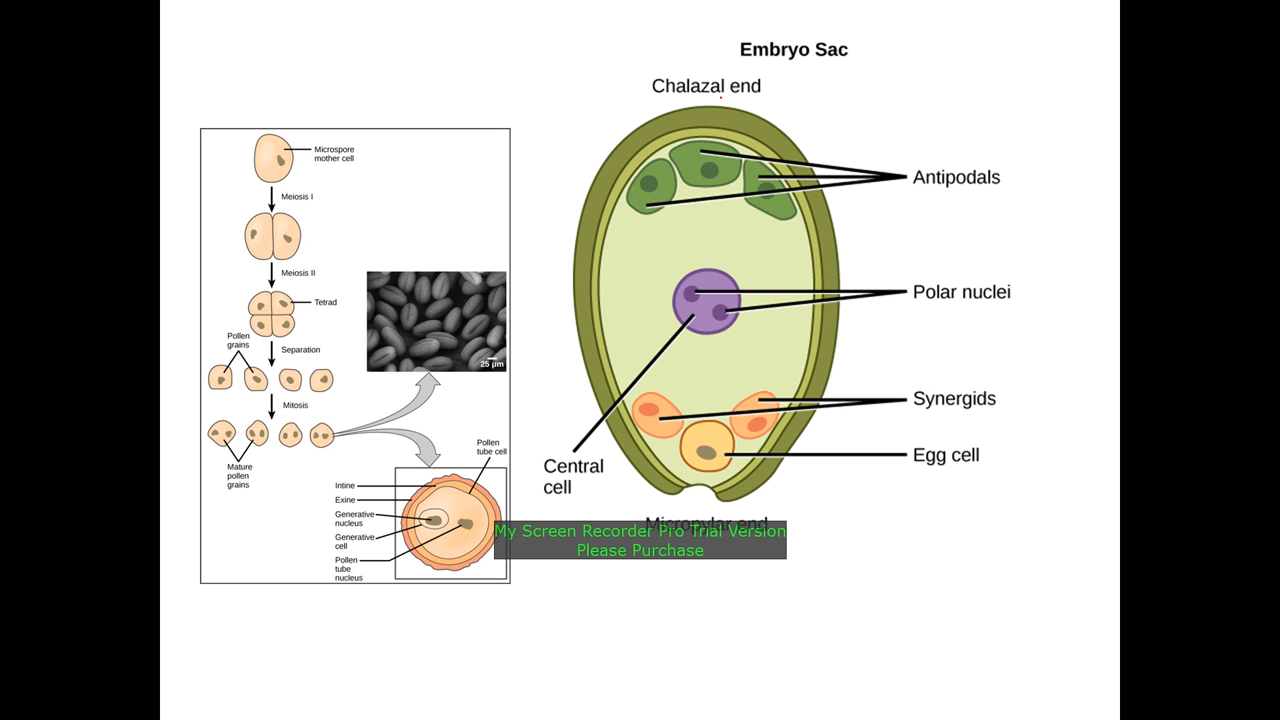 Embryo Sac
Chalazal end
Antipodals
Polar nuclei
Synergids
Egg cell
Central
cell
Micropylar end
My Screen Recorder Pro Trial Version
Please Purchase
Microspore
mother cell
Meiosis I
Meiosis II
Tetrad
Pollen
grains
Separation
25 µm
Mitosis
Mature
pollen
grains
Pollen
tube cell
Intine
Exine
Generative
nucleus
Generative
cell
Pollen
tube
nucleus